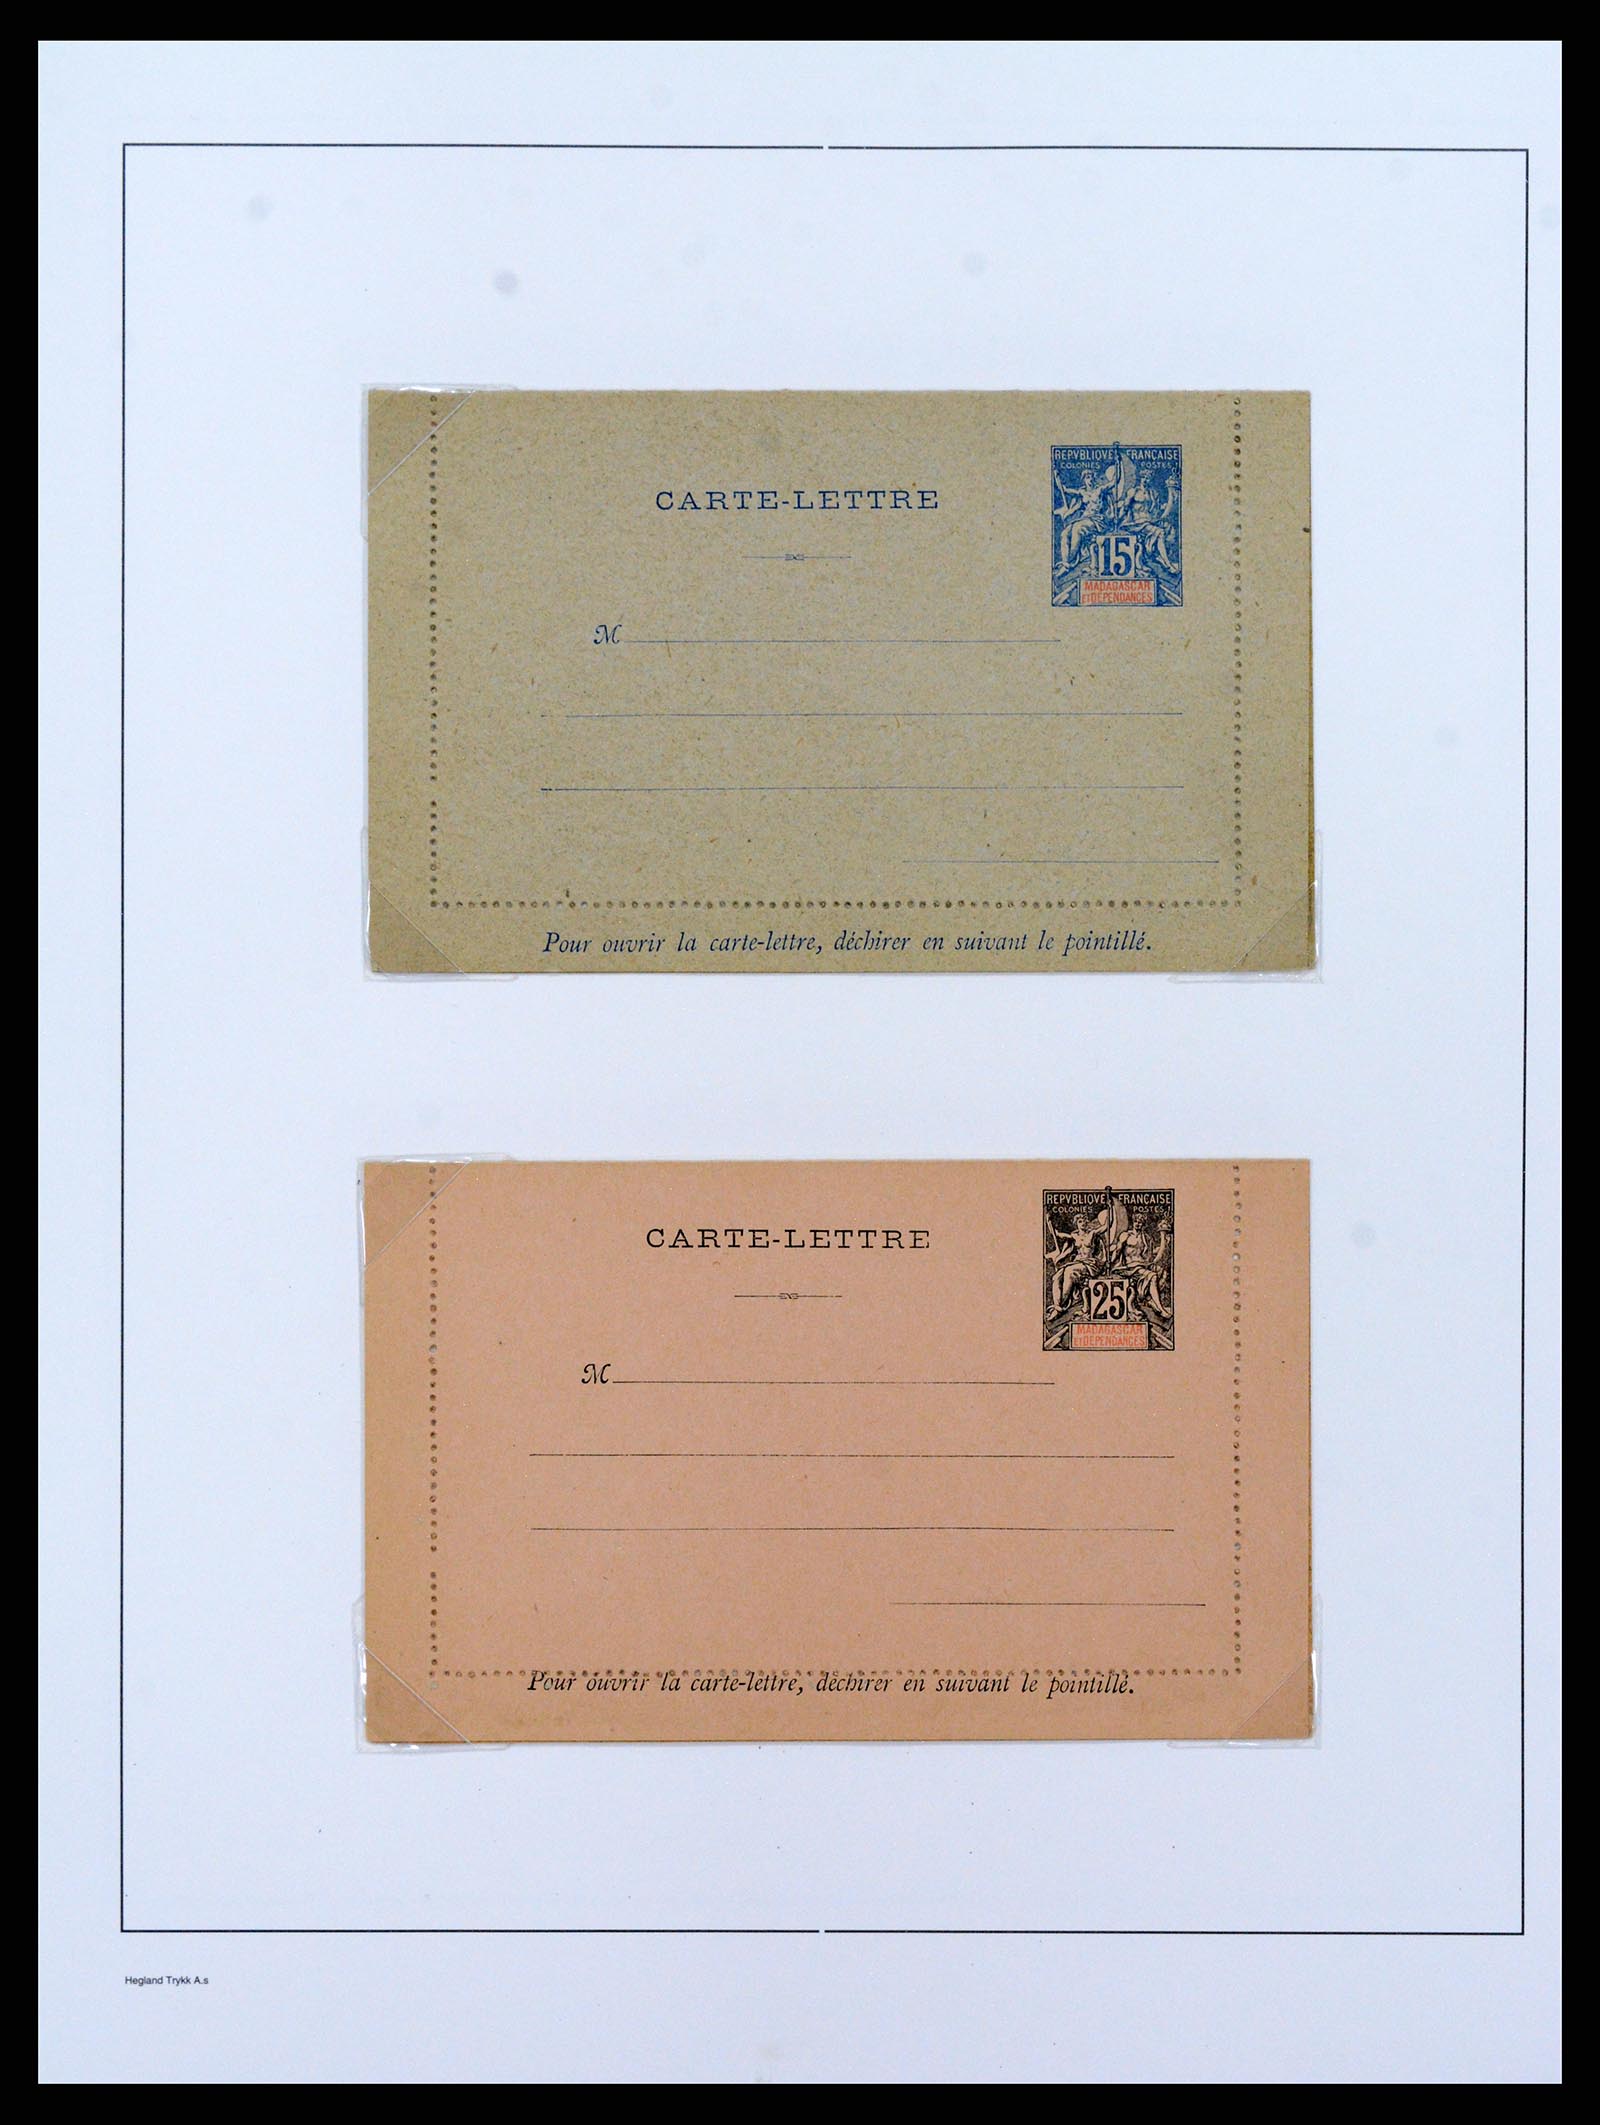 REPVBLIQVE FRANÇAISE
COLONIES POSTES
CARTE-LETTRE
15
MADAGASCAR
ET DÉPENDANCES
M
Pour ouvrir la carte-lettre, déchirer en suivant le pointillé.
REPVBLIQVE FRANÇAISE
COLONIES POSTES
CARTE-LETTRE
25
MADAGASCAR
ET DÉPENDANCES
M
Pour ouvrir la carte-lettre, déchirer en suivant le pointillé.
Hegland Trykk A.s